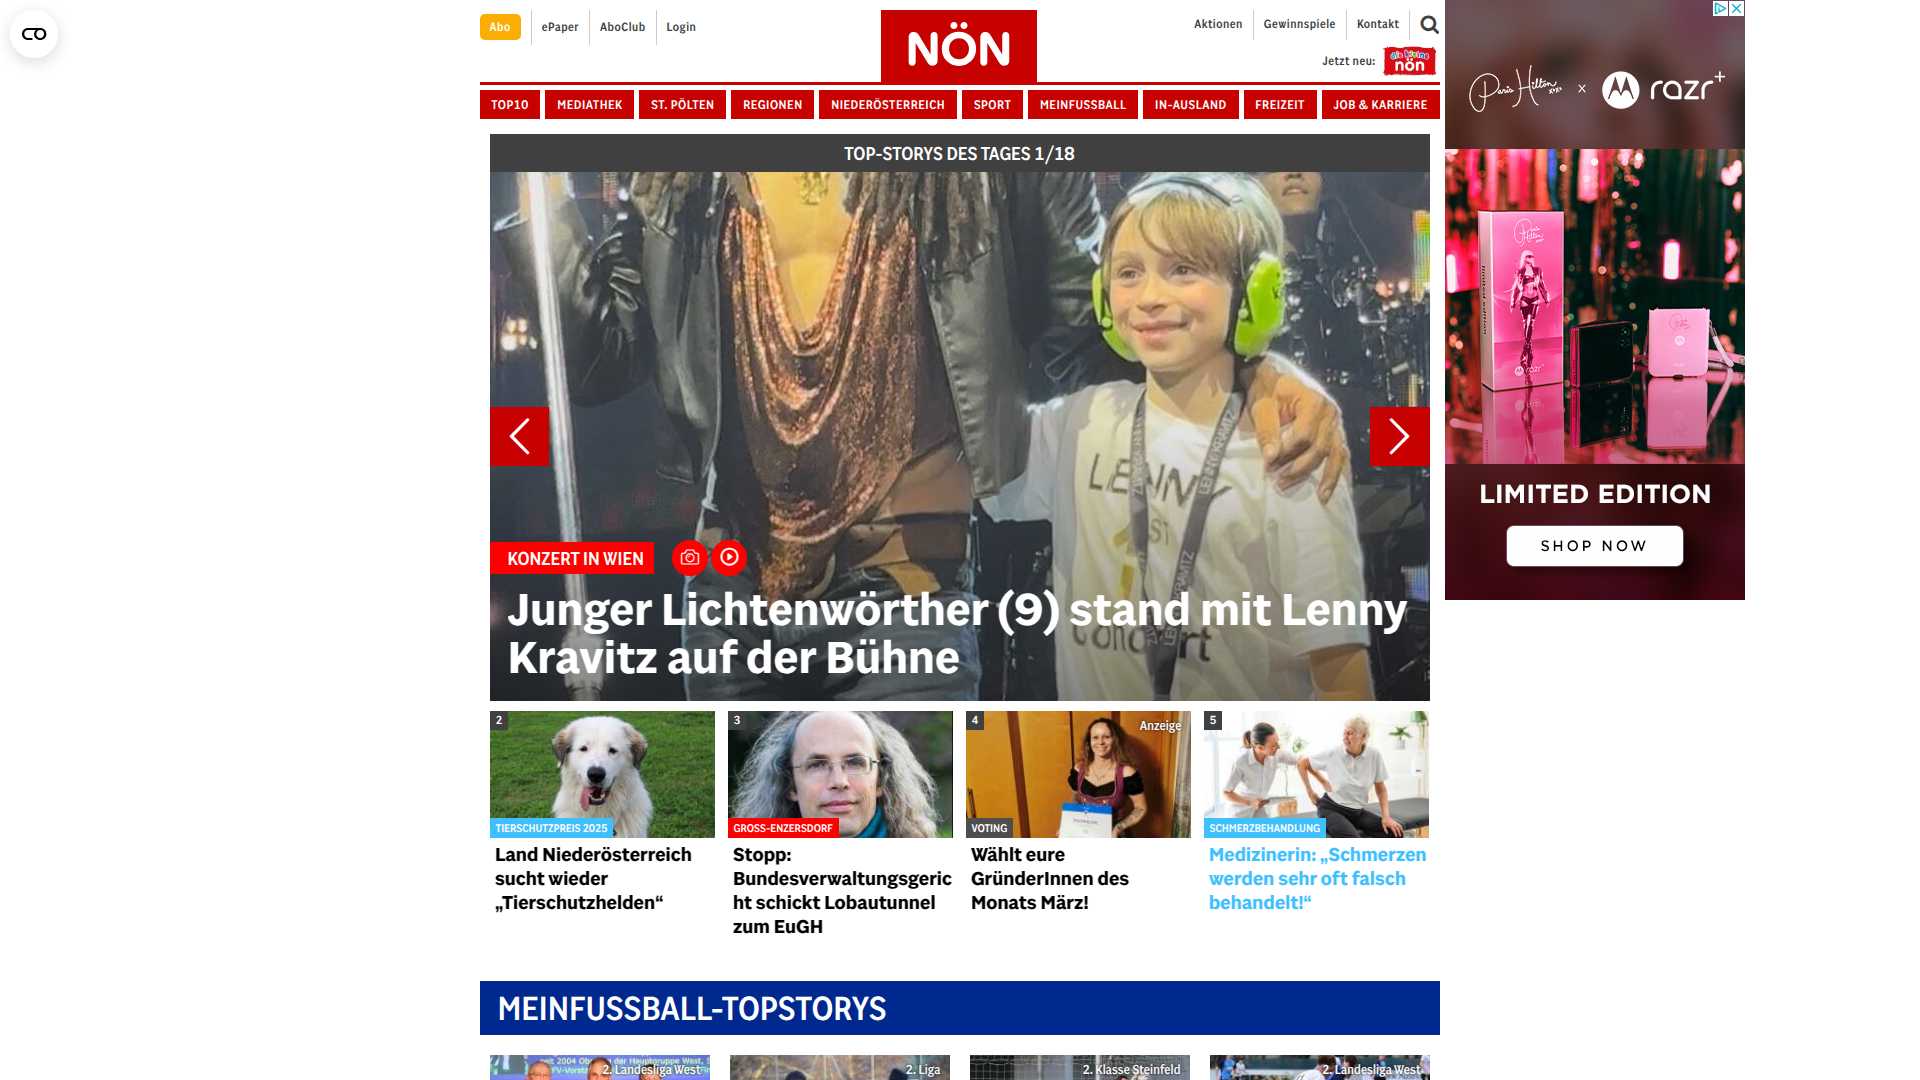 Abo
ePaper
AboClub
Login
NÖN
Aktionen
Gewinnspiele
Kontakt
Jetzt neu:
die kleine
nön
TOP10
MEDIATHEK
ST. PÖLTEN
REGIONEN
NIEDERÖSTERREICH
SPORT
MEINFUSSBALL
IN-AUSLAND
FREIZEIT
JOB & KARRIERE
TOP-STORYS DES TAGES 1/18
KONZERT IN WIEN
Junger Lichtenwörther (9) stand mit Lenny
Kravitz auf der Bühne
2
TIERSCHUTZPREIS 2025
Land Niederösterreich
sucht wieder
„Tierschutzhelden“
3
GROSS-ENZERSDORF
Stopp:
Bundesverwaltungsgeric
ht schickt Lobautunnel
zum EuGH
4
Anzeige
VOTING
Wählt eure
GründerInnen des
Monats März!
5
SCHMERZBEHANDLUNG
Medizinerin: „Schmerzen
werden sehr oft falsch
behandelt!“
MEINFUSSBALL-TOPSTORYS
2. Landesliga West
2. Liga
2. Klasse Steinfeld
2. Landesliga West
Paris Hilton
x
razr+
LIMITED EDITION
SHOP NOW